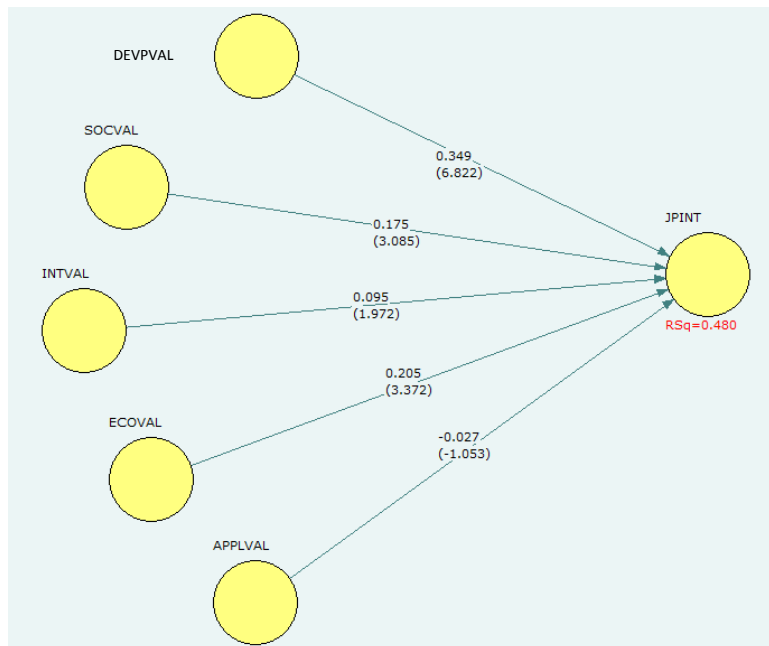 DEVPVAL
SOCVAL
0.349
(6.822)
JPINT
0.175
(3.085)
INTVAL
0.095
(1.972)
RSq=0.480
0.205
(3.372)
ECOVAL
-0.027
(-1.053)
APPLVAL